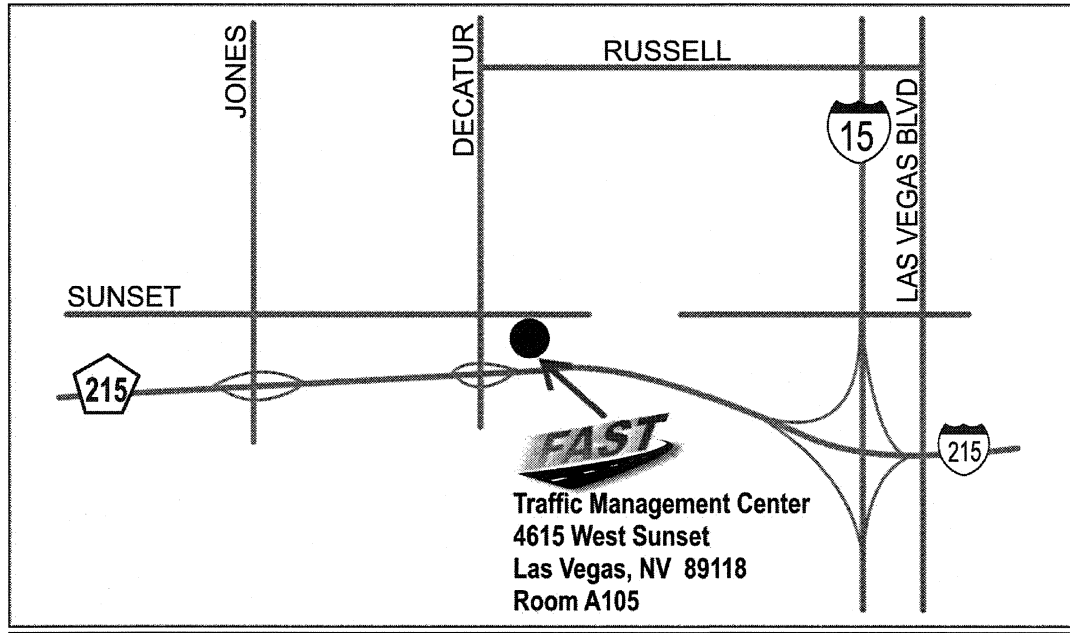 JONES
DECATUR
RUSSELL
15
LAS VEGAS BLVD
SUNSET
215
215
FAST
Traffic Management Center
4615 West Sunset
Las Vegas, NV 89118
Room A105